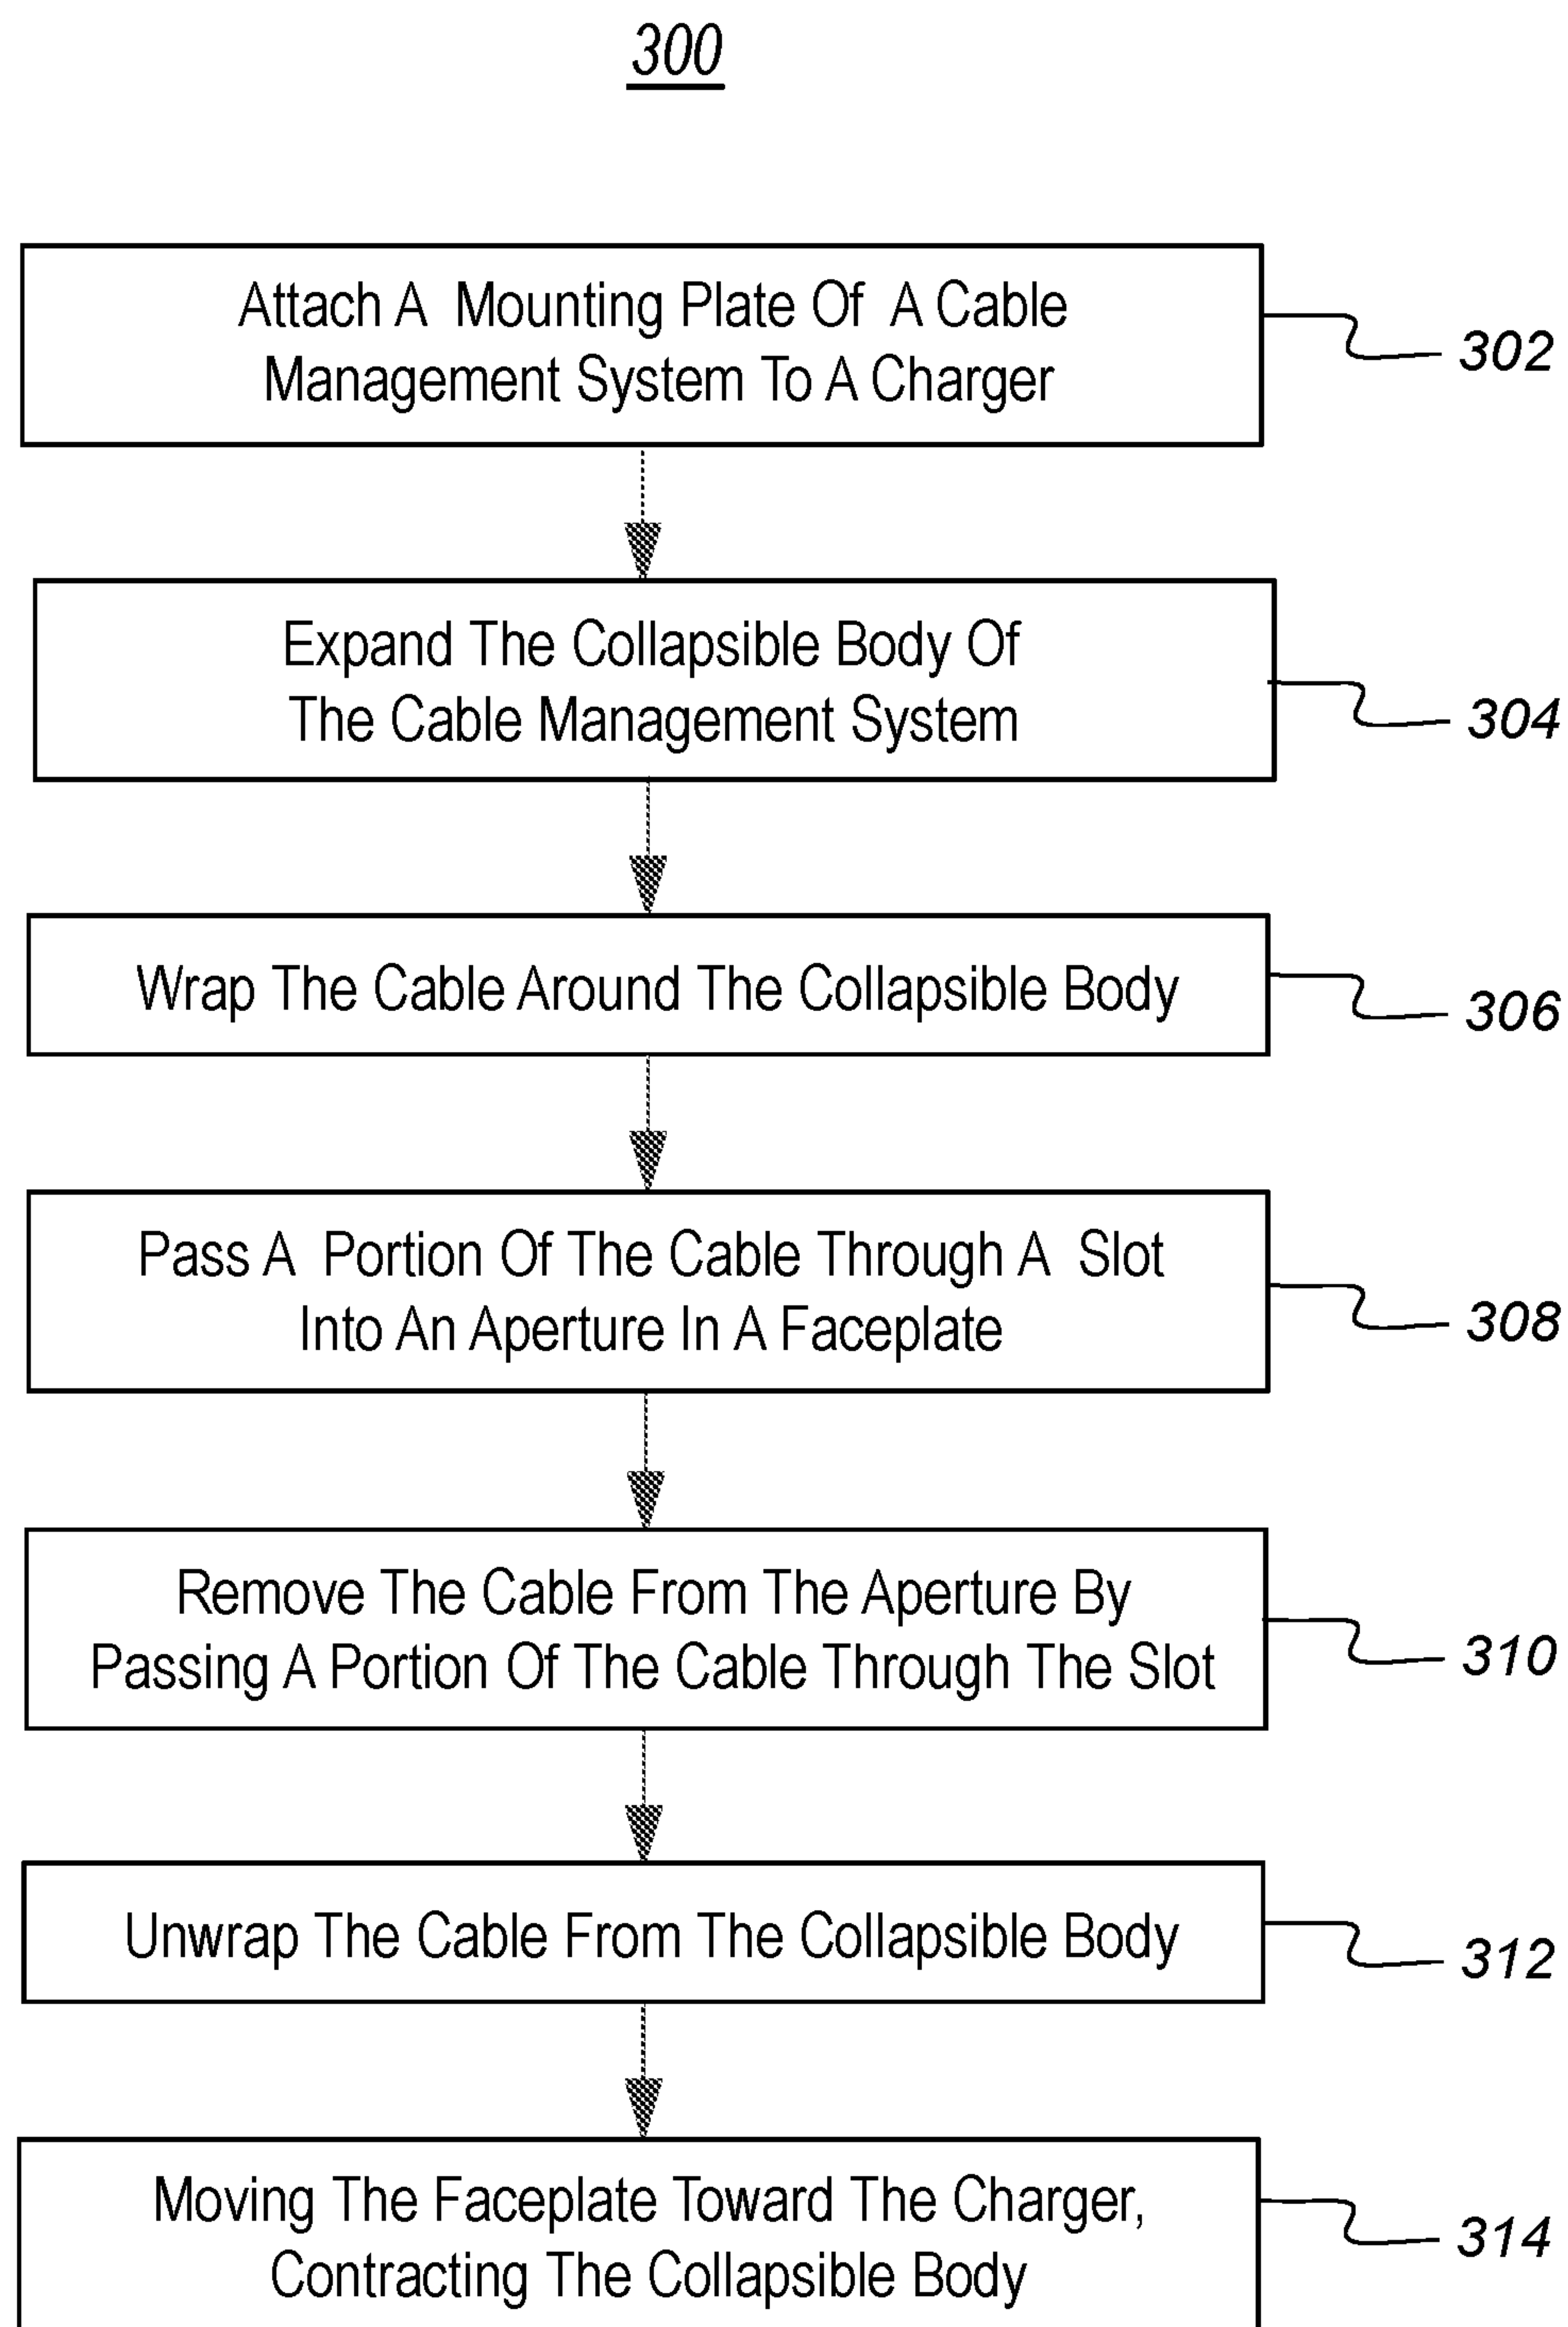 300
Attach A Mounting Plate Of A Cable
Management System To A Charger
302
Expand The Collapsible Body Of
The Cable Management System
304
Wrap The Cable Around The Collapsible Body
306
Pass A Portion Of The Cable Through A Slot
Into An Aperture In A Faceplate
308
Remove The Cable From The Aperture By
Passing A Portion Of The Cable Through The Slot
310
Unwrap The Cable From The Collapsible Body
312
Moving The Faceplate Toward The Charger,
Contracting The Collapsible Body
314